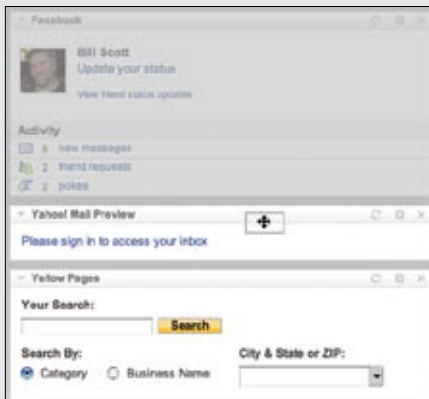 Facebook
Bill Scott
Update your status
View friend status updates
Activity
new messages
2 friend requests
2 pokes
Yahoo! Mail Preview
Please sign in to access your inbox
Yellow Pages
Your Search:
Search
Search By:
City & State or ZIP:
Category
Business Name